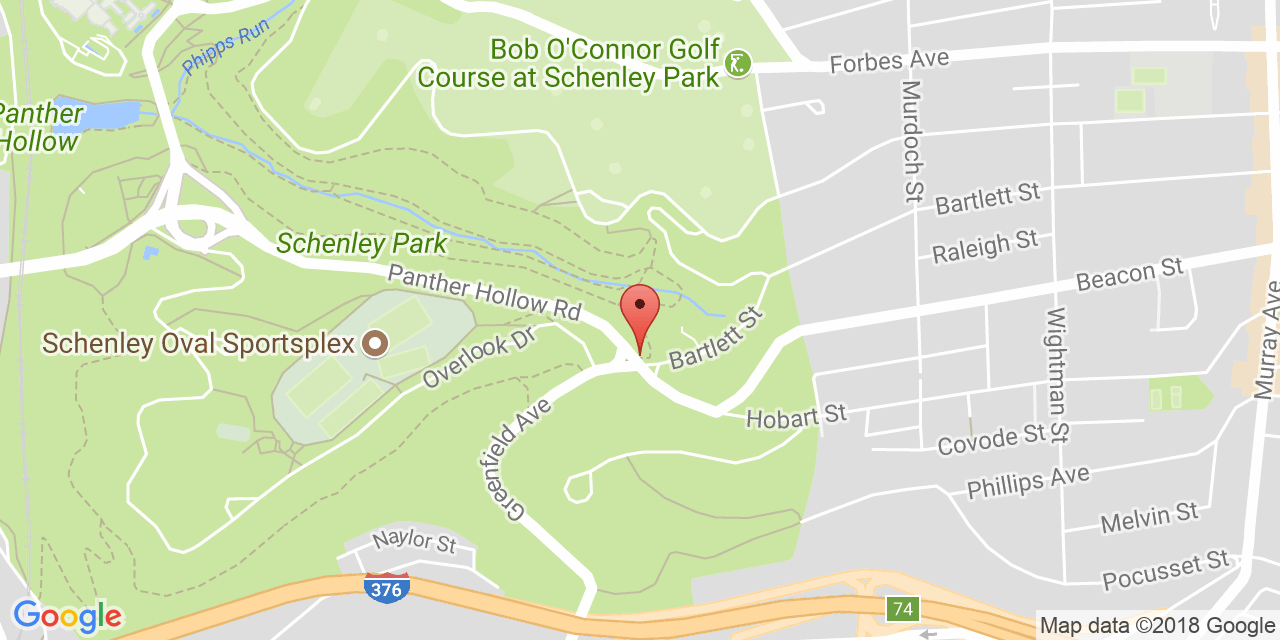 Phipps Run
Bob O'Connor Golf
Course at Schenley Park
Forbes Ave
Panther
Hollow
Murdoch St
Bartlett St
Raleigh St
Schenley Park
Panther Hollow Rd
Beacon St
Schenley Oval Sportsplex
Overlook Dr
Bartlett St
Wightman St
Murray Ave
Greenfield Ave
Hobart St
Covode St
Phillips Ave
Melvin St
Naylor St
Pocusset St
376
74
Google
Map data ©2018 Google